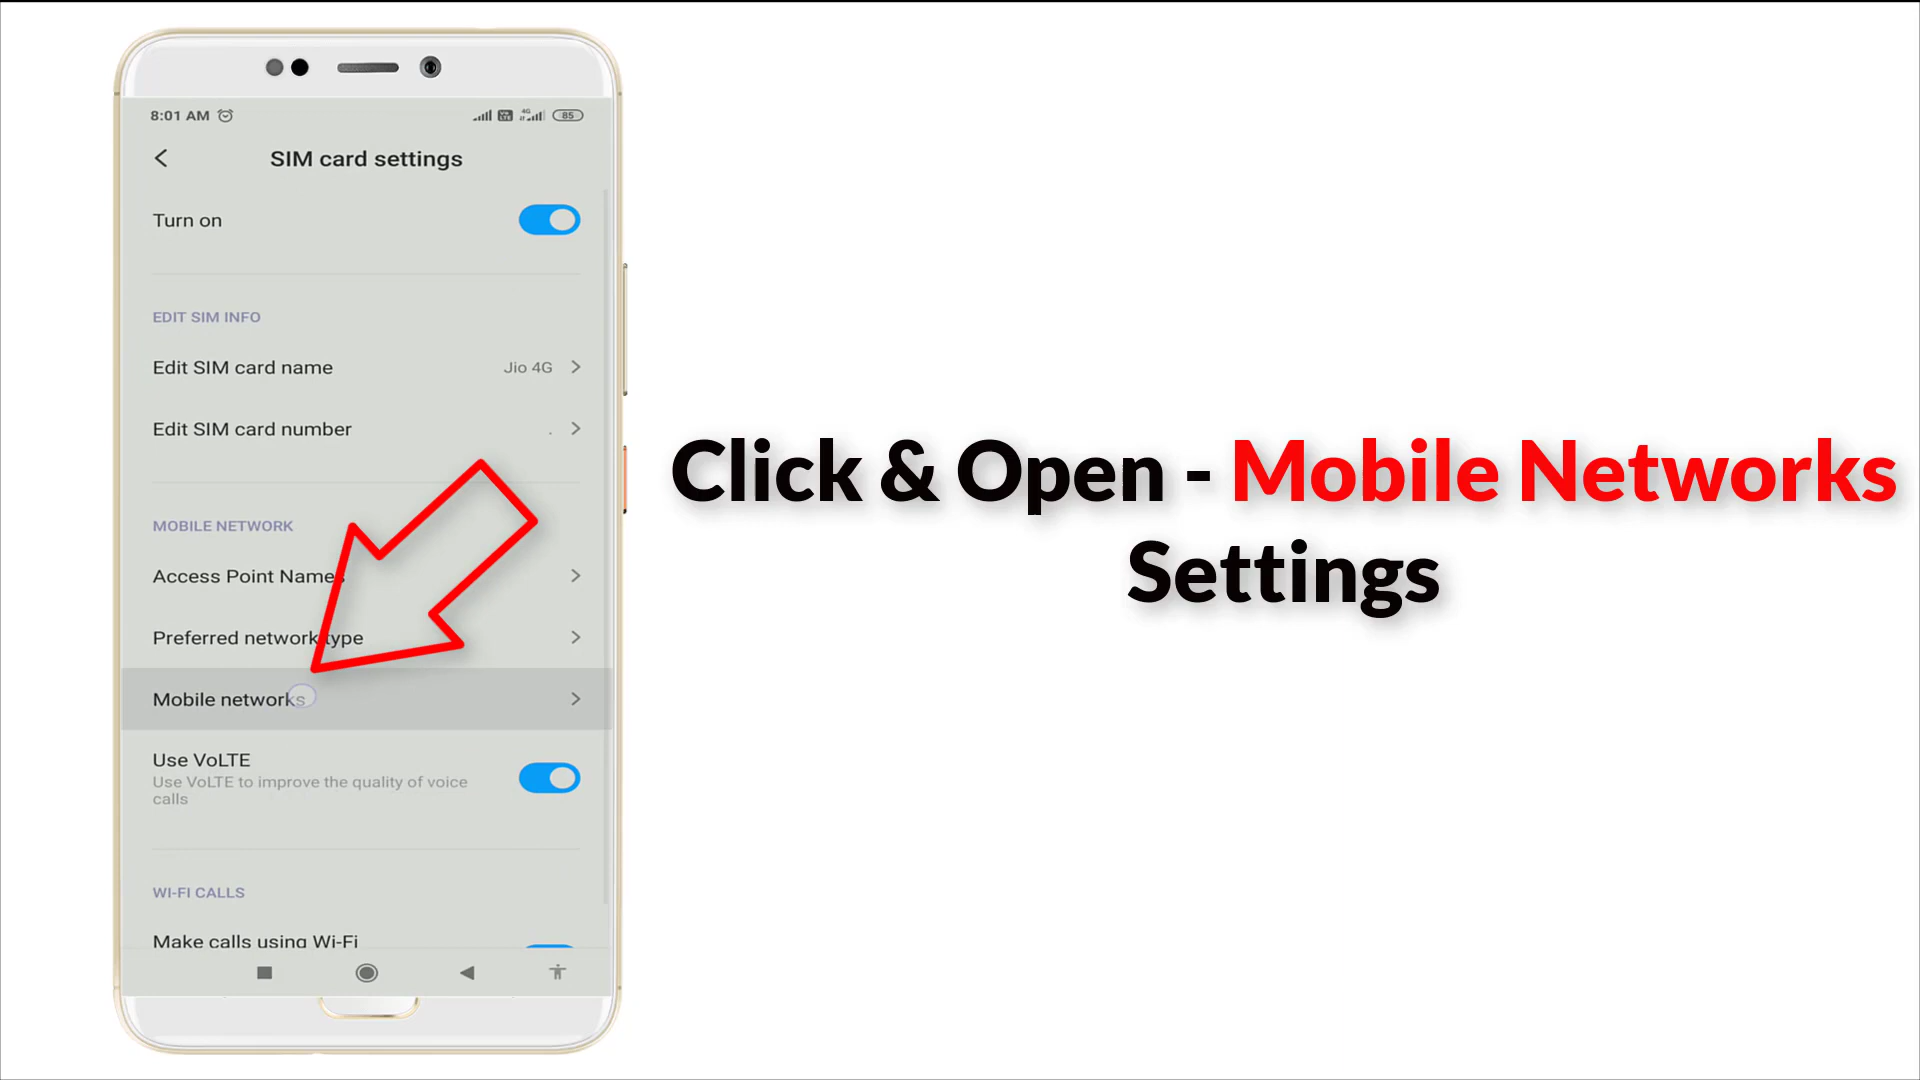 8:01 AM
4G
85
SIM card settings
Turn on
EDIT SIM INFO
Edit SIM card name Jio 4G
Edit SIM card number .
MOBILE NETWORK
Access Point Names
Preferred network type
Mobile networks
Use VoLTE
Use VoLTE to improve the quality of voice
calls
WI-FI CALLS
Make calls using Wi-Fi
Click & Open - Mobile Networks
Settings